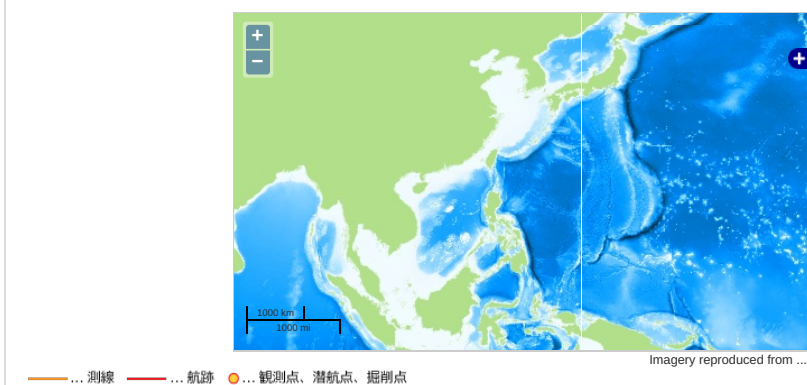 +
−
+
1000 km
1000 mi
Imagery reproduced from ...
... 測線 ... 航跡 ... 観測点、潜航点、掘削点